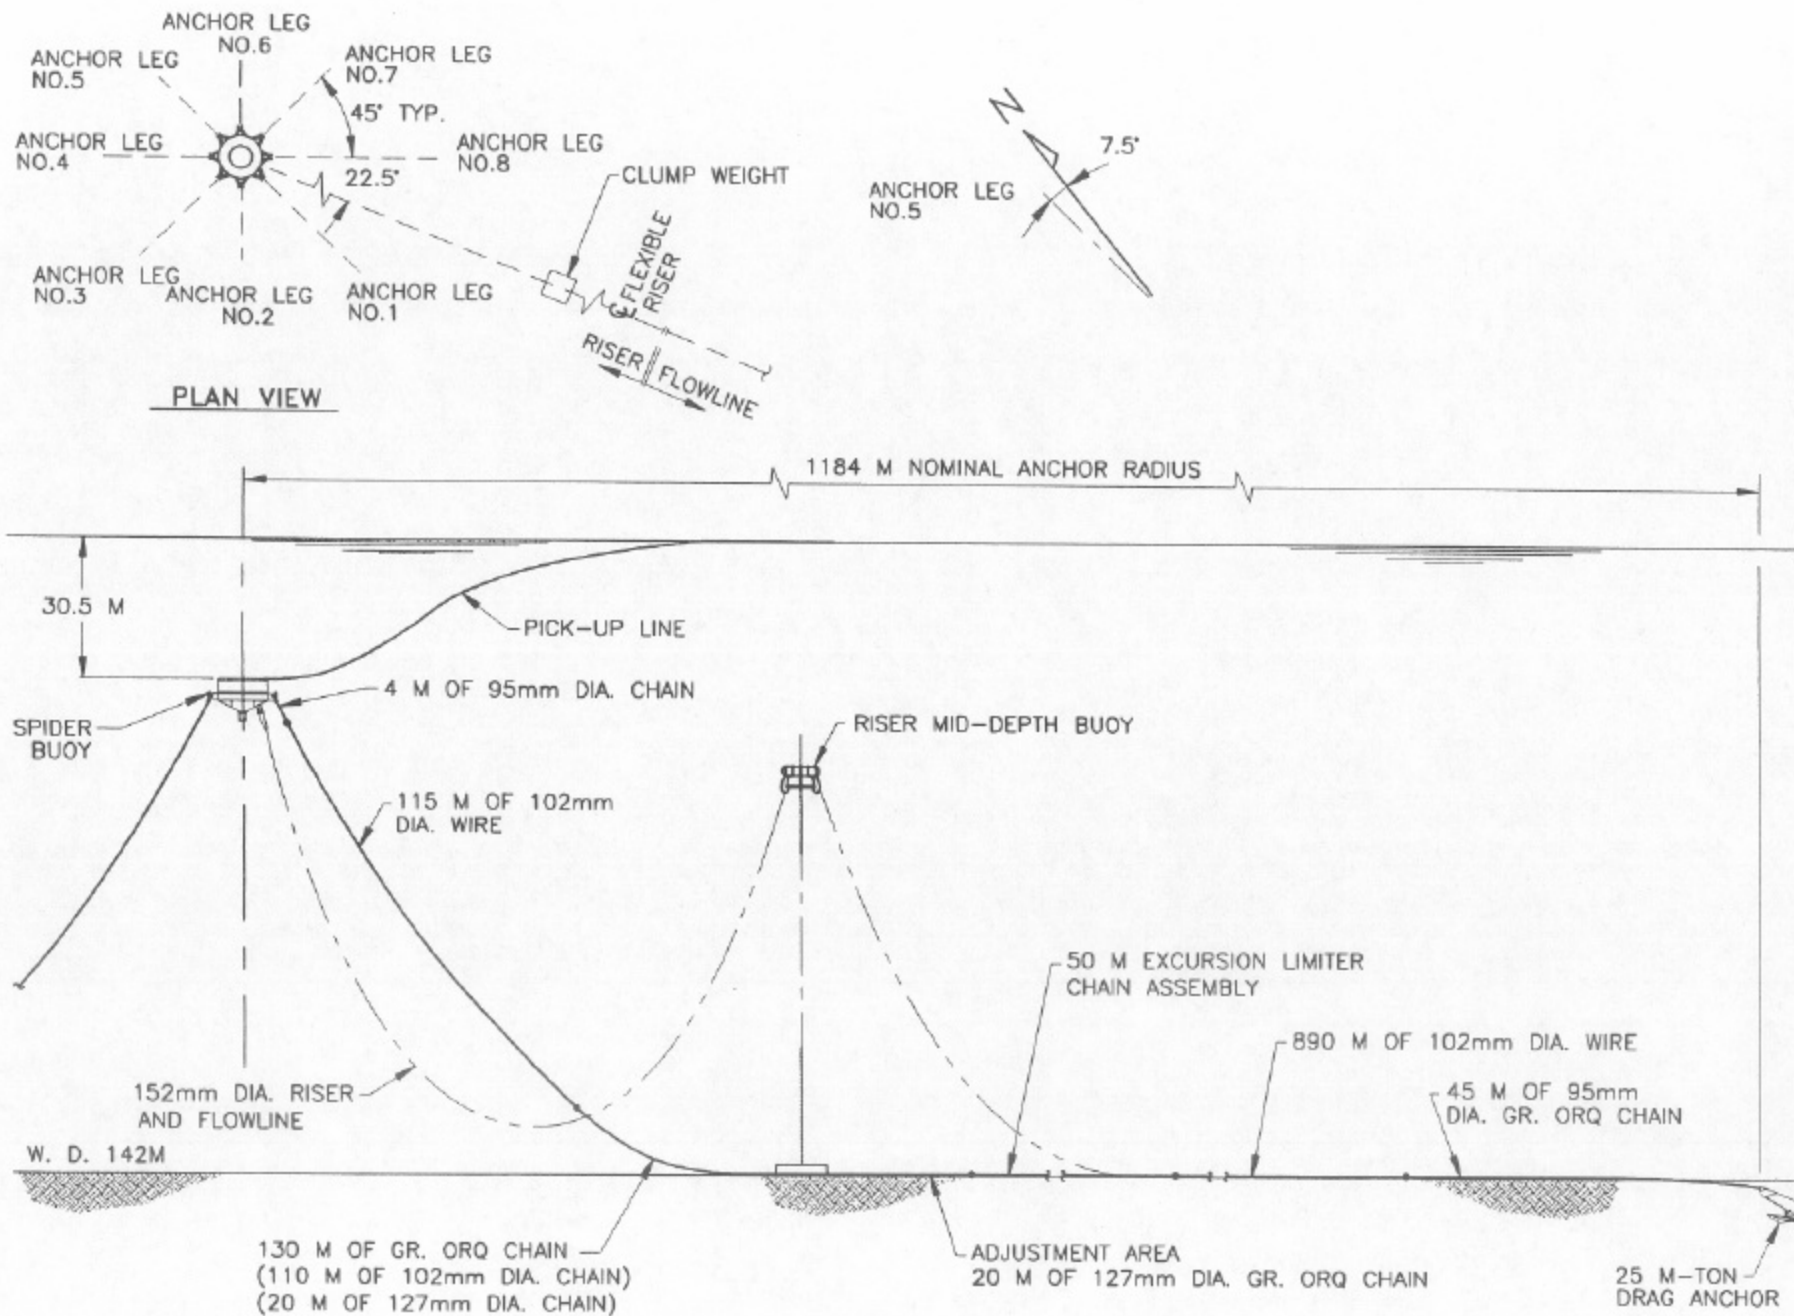 ANCHOR LEG
NO.6
ANCHOR LEG
NO.5
ANCHOR LEG
NO.7
45° TYP.
ANCHOR LEG
NO.4
ANCHOR LEG
NO.8
22.5°
CLUMP WEIGHT
ANCHOR LEG
NO.3
ANCHOR LEG
NO.2
ANCHOR LEG
NO.1
℄ FLEXIBLE
RISER
RISER
FLOWLINE
PLAN VIEW
N
7.5°
ANCHOR LEG
NO.5
1184 M NOMINAL ANCHOR RADIUS
30.5 M
PICK-UP LINE
4 M OF 95mm DIA. CHAIN
SPIDER
BUOY
RISER MID-DEPTH BUOY
115 M OF 102mm
DIA. WIRE
50 M EXCURSION LIMITER
CHAIN ASSEMBLY
890 M OF 102mm DIA. WIRE
152mm DIA. RISER
AND FLOWLINE
45 M OF 95mm
DIA. GR. ORQ CHAIN
W. D. 142M
130 M OF GR. ORQ CHAIN
(110 M OF 102mm DIA. CHAIN)
(20 M OF 127mm DIA. CHAIN)
ADJUSTMENT AREA
20 M OF 127mm DIA. GR. ORQ CHAIN
25 M-TON
DRAG ANCHOR